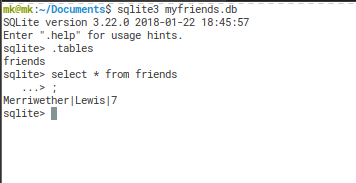 mk@mk:~/Documents$ sqlite3 myfriends.db
SQLite version 3.22.0 2018-01-22 18:45:57
Enter ".help" for usage hints.
sqlite> .tables
friends
sqlite> select * from friends
   ...> ;
Merriwether|Lewis|7
sqlite>